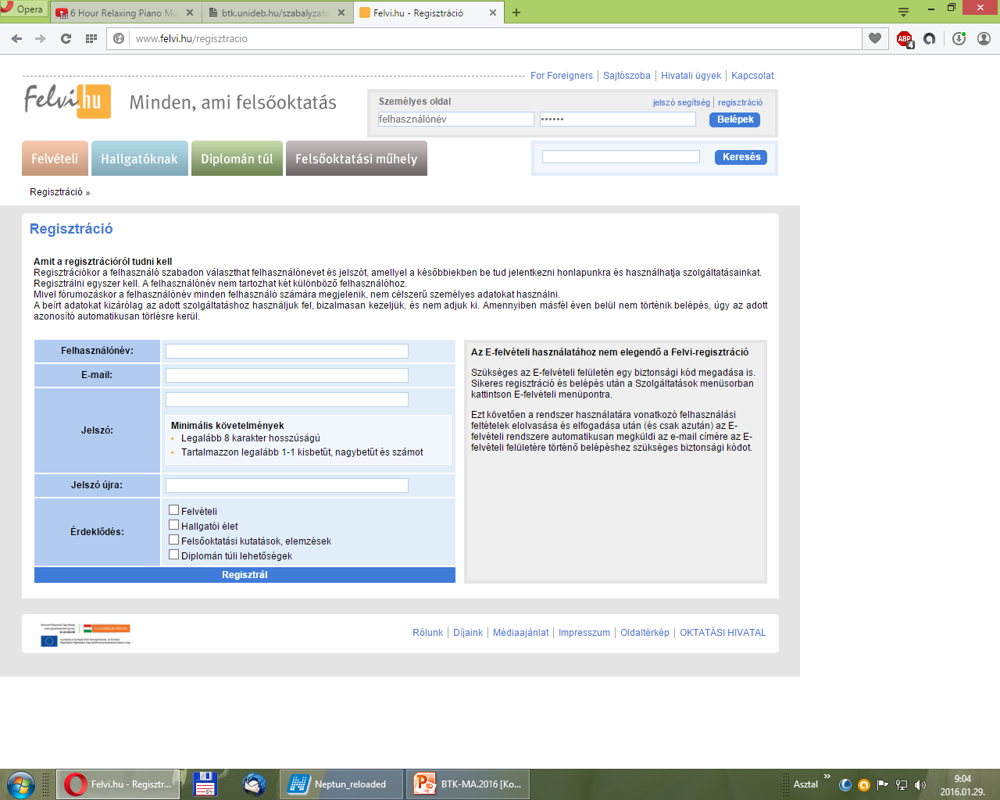 Opera
6 Hour Relaxing Piano Mus
btk.unideb.hu/szabalyzato
Felvi.hu - Regisztráció
www.felvi.hu/regisztracio
ABP
4
For Foreigners | Sajtószoba | Hivatali ügyek | Kapcsolat
Felvi.hu
Minden, ami felsőoktatás
Személyes oldal
jelszó segítség | regisztráció
felhasználónév
••••••
Belépek
Felvételi
Hallgatóknak
Diplomán túl
Felsőoktatási műhely
Keresés
Regisztráció »
Regisztráció
Amit a regisztrációról tudni kell
Regisztrációkor a felhasználó szabadon választhat felhasználónevet és jelszót, amellyel a későbbiekben be tud jelentkezni honlapunkra és használhatja szolgáltatásainkat.
Regisztrálni egyszer kell. A felhasználónév nem tartozhat két különböző felhasználóhoz.
Mivel fórumozáskor a felhasználónév minden felhasználó számára megjelenik, nem célszerű személyes adatokat használni.
A beírt adatokat kizárólag az adott szolgáltatáshoz használjuk fel, bizalmasan kezeljük, és nem adjuk ki. Amennyiben másfél éven belül nem történik belépés, úgy az adott
azonosító automatikusan törlésre kerül.
Felhasználónév:
E-mail:
Jelszó:
Minimális követelmények
Legalább 8 karakter hosszúságú
Tartalmazzon legalább 1-1 kisbetűt, nagybetűt és számot
Jelszó újra:
Érdeklődés:
Felvételi
Hallgatói élet
Felsőoktatási kutatások, elemzések
Diplomán túli lehetőségek
Regisztrál
Az E-felvételi használatához nem elegendő a Felvi-regisztráció
Szükséges az E-felvételi felületén egy biztonsági kód megadása is.
Sikeres regisztráció és belépés után a Szolgáltatások menüsorban
kattintson E-felvételi menüpontra.
Ezt követően a rendszer használatára vonatkozó felhasználási
feltételek elolvasása és elfogadása után (és csak azután) az E-
felvételi rendszere automatikusan megküldi az e-mail címére az E-
felvételi felületére történő belépéshez szükséges biztonsági kódot.
Rólunk | Díjaink | Médiaajánlat | Impresszum | Oldaltérkép | OKTATÁSI HIVATAL
Felvi.hu - Regisztr...
64
Neptun_reloaded
BTK-MA.2016 [Ko...
Asztal
9:04
2016.01.29.